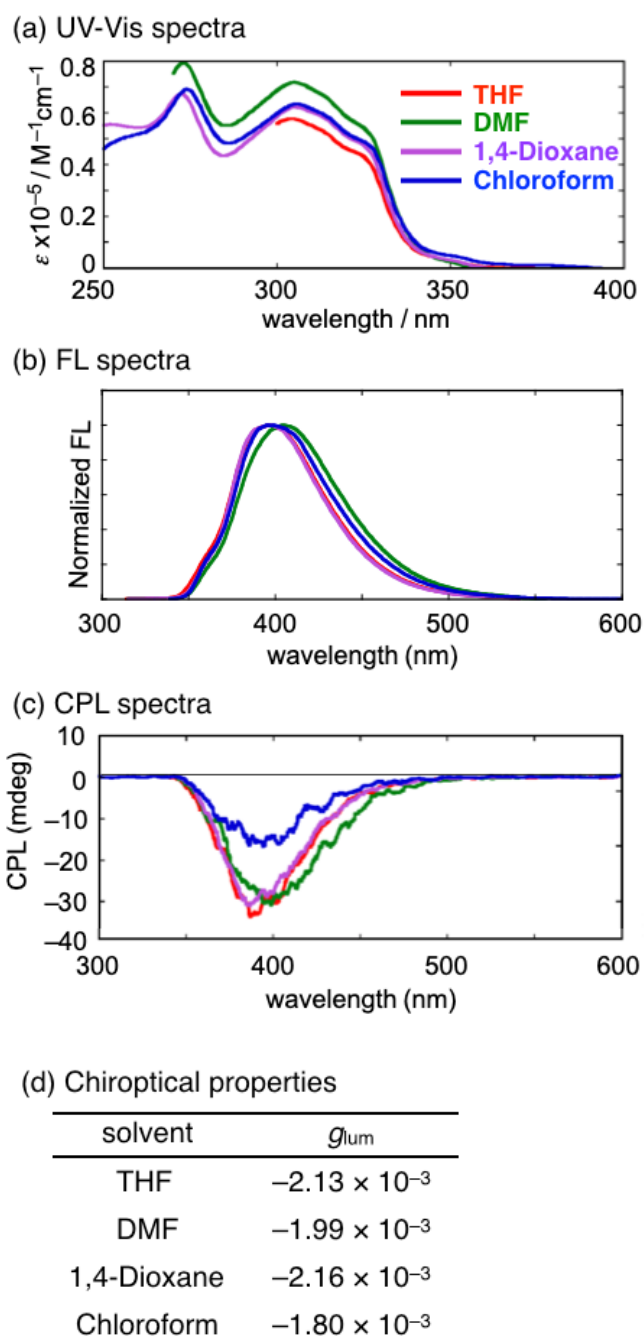 (a) UV-Vis spectra
ε x10⁻⁵ / M⁻¹cm⁻¹
0.8
0.6
0.4
0.2
0
THF
DMF
1,4-Dioxane
Chloroform
250 300 350 400
wavelength / nm
(b) FL spectra
Normalized FL
300 400 500 600
wavelength (nm)
(c) CPL spectra
CPL (mdeg)
10
0
–10
–20
–30
–40
300 400 500 600
wavelength (nm)
(d) Chiroptical properties
solvent glum
THF –2.13 × 10⁻³
DMF –1.99 × 10⁻³
1,4-Dioxane –2.16 × 10⁻³
Chloroform –1.80 × 10⁻³